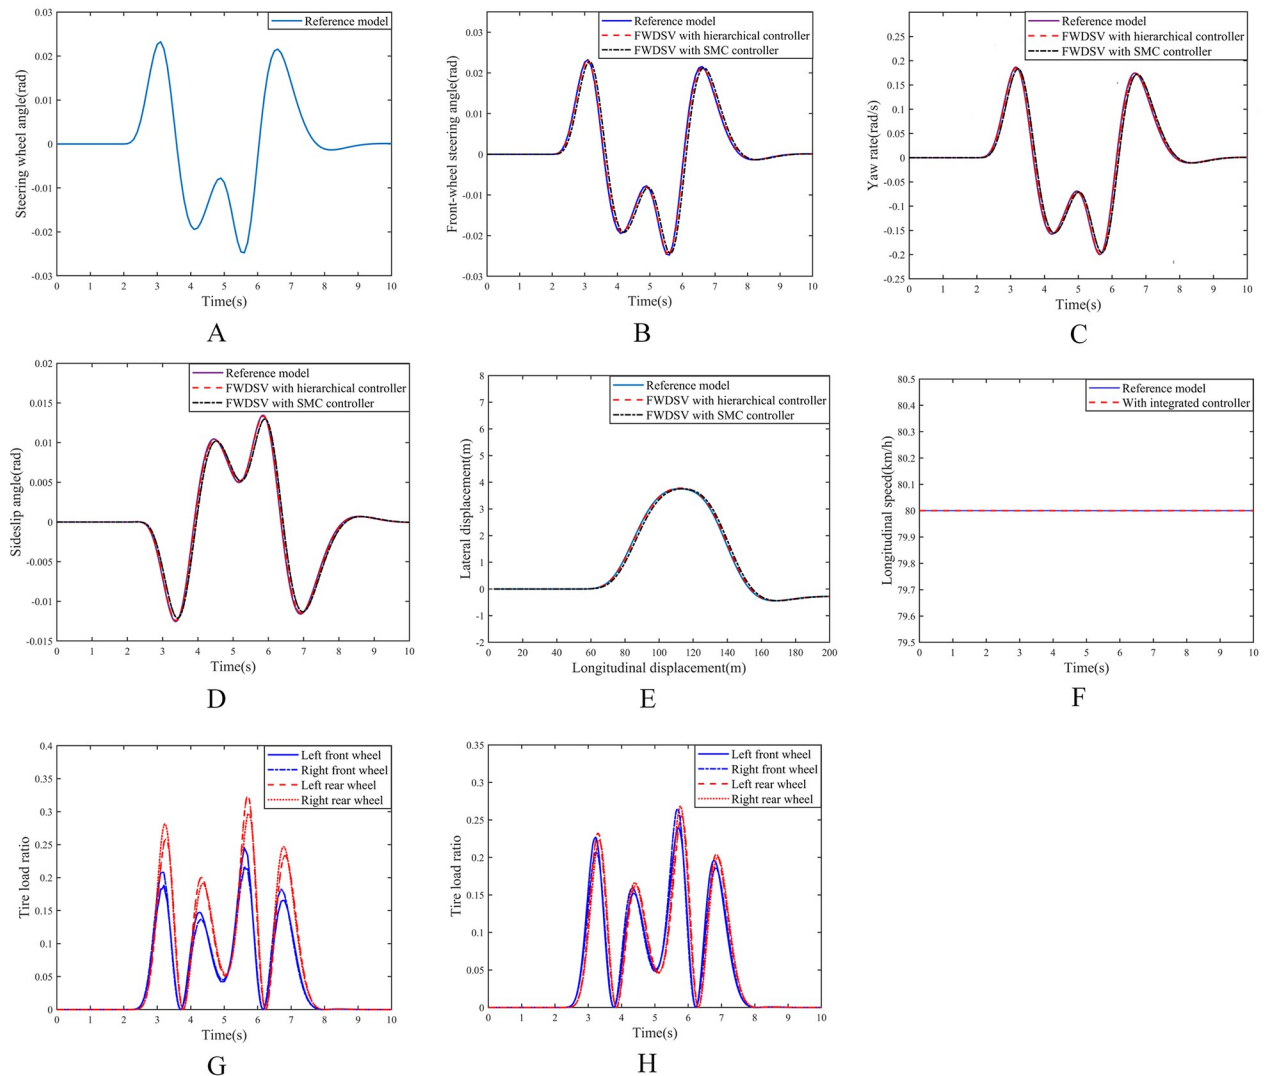 Reference model
Steering wheel angle(rad)
0.03
0.02
0.01
0
-0.01
-0.02
-0.03
0 1 2 3 4 5 6 7 8 9 10
Time(s)
A
Reference model
FWDSV with hierarchical controller
FWDSV with SMC controller
Front-wheel steering angle(rad)
0.03
0.02
0.01
0
-0.01
-0.02
-0.03
0 1 2 3 4 5 6 7 8 9 10
Time(s)
B
Reference model
FWDSV with hierarchical controller
FWDSV with SMC controller
Yaw rate(rad/s)
0.25
0.2
0.15
0.1
0.05
0
-0.05
-0.1
-0.15
-0.2
-0.25
0 1 2 3 4 5 6 7 8 9 10
Time(s)
C
Reference model
FWDSV with hierarchical controller
FWDSV with SMC controller
Sideslip angle(rad)
0.02
0.015
0.01
0.005
0
-0.005
-0.01
-0.015
0 1 2 3 4 5 6 7 8 9 10
Time(s)
D
Reference model
FWDSV with hierarchical controller
FWDSV with SMC controller
Lateral displacement(m)
8
7
6
5
4
3
2
1
0
-1
-2
0 20 40 60 80 100 120 140 160 180 200
Longitudinal displacement(m)
E
Reference model
With integrated controller
Longitudinal speed(km/h)
80.5
80.4
80.3
80.2
80.1
80
79.9
79.8
79.7
79.6
79.5
0 1 2 3 4 5 6 7 8 9 10
Time(s)
F
Left front wheel
Right front wheel
Left rear wheel
Right rear wheel
Tire load ratio
0.4
0.35
0.3
0.25
0.2
0.15
0.1
0.05
0
0 1 2 3 4 5 6 7 8 9 10
Time(s)
G
Left front wheel
Right front wheel
Left rear wheel
Right rear wheel
Tire load ratio
0.35
0.3
0.25
0.2
0.15
0.1
0.05
0
0 1 2 3 4 5 6 7 8 9 10
Time(s)
H